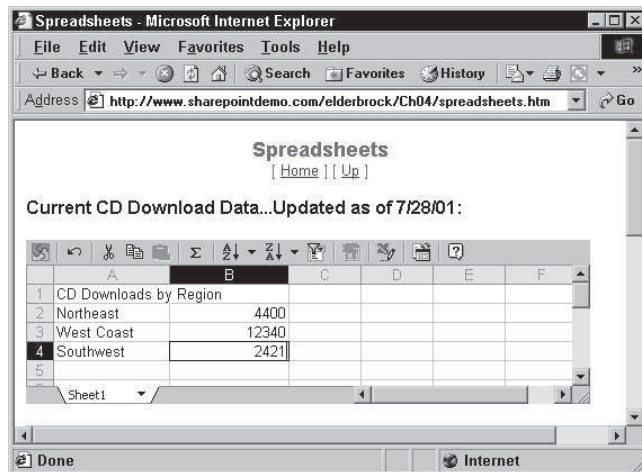 Spreadsheets - Microsoft Internet Explorer
File Edit View Favorites Tools Help
Back Search Favorites History
Address http://www.sharepointdemo.com/elderbrock/Ch04/spreadsheets.htm Go
Spreadsheets
[ Home ] [ Up ]
Current CD Download Data...Updated as of 7/28/01:
A B C D E F
1 CD Downloads by Region
2 Northeast 4400
3 West Coast 12340
4 Southwest 2421
5
Sheet1
Done Internet